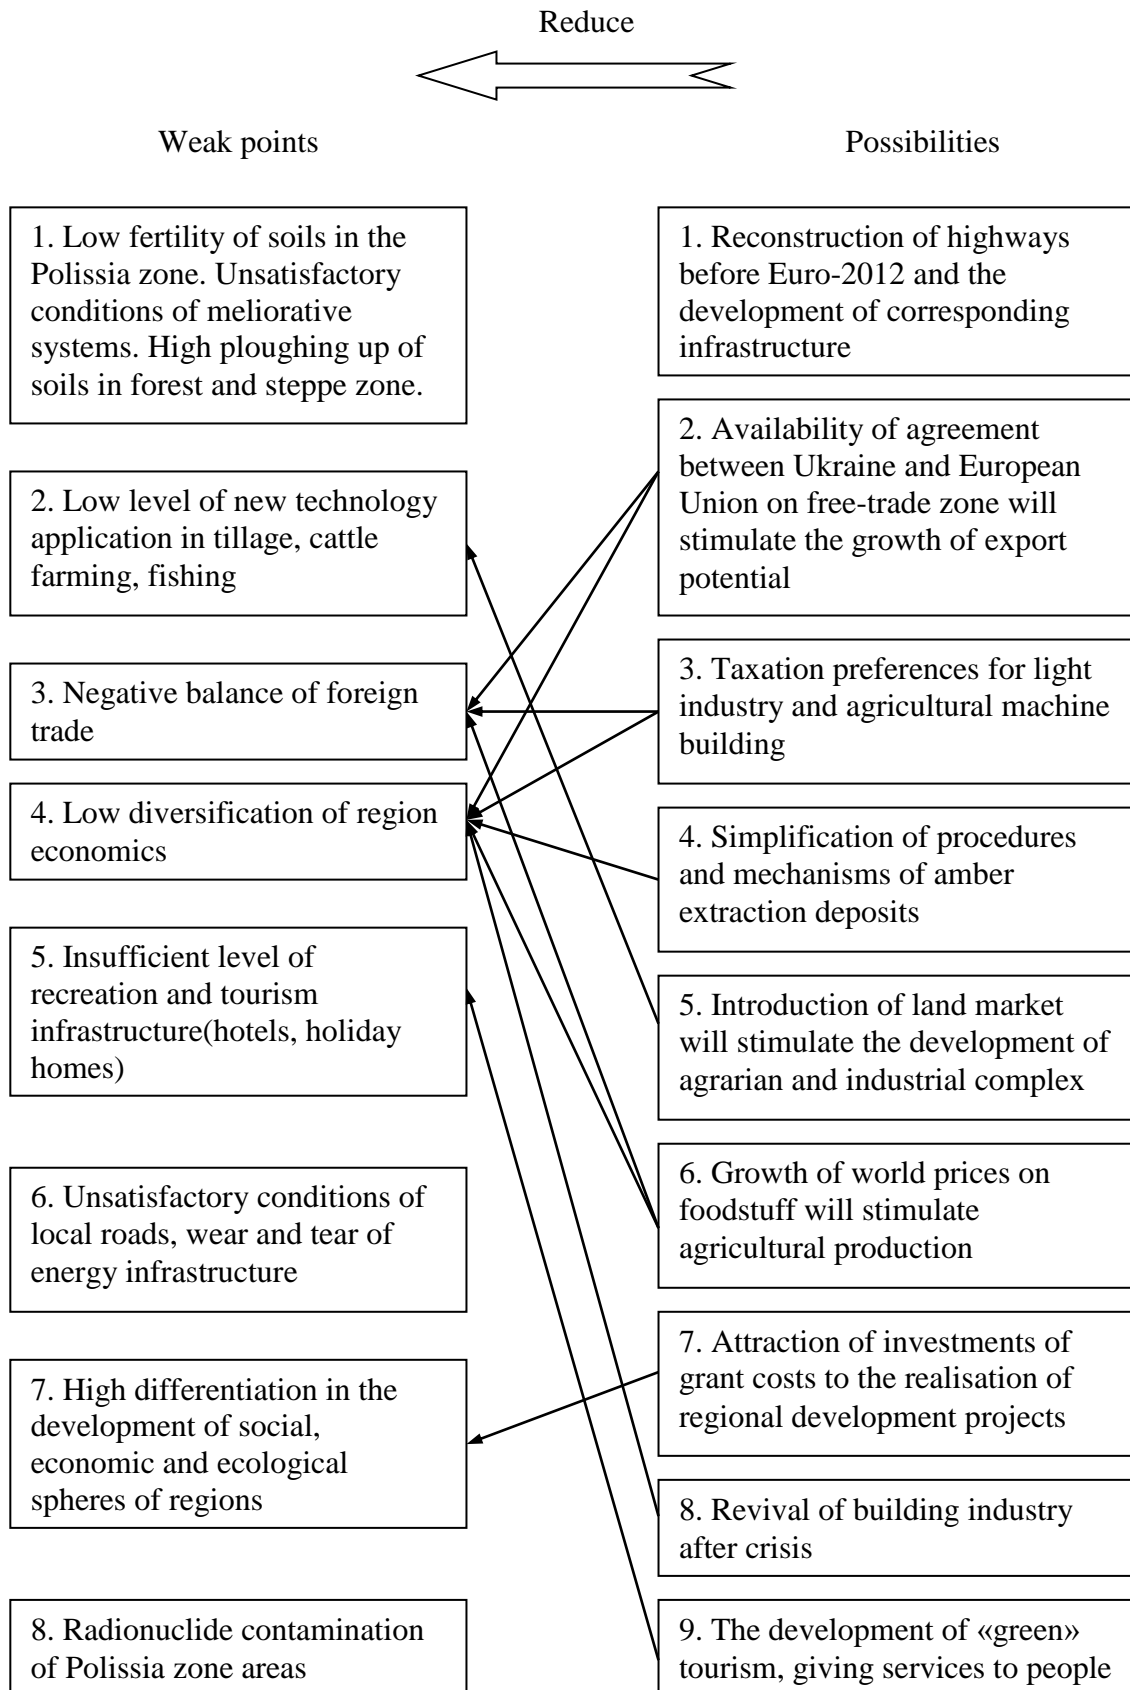 Reduce
Weak points
Possibilities
1. Low fertility of soils in the
Polissia zone. Unsatisfactory
conditions of meliorative
systems. High ploughing up of
soils in forest and steppe zone.
2. Low level of new technology
application in tillage, cattle
farming, fishing
3. Negative balance of foreign
trade
4. Low diversification of region
economics
5. Insufficient level of
recreation and tourism
infrastructure(hotels, holiday
homes)
6. Unsatisfactory conditions of
local roads, wear and tear of
energy infrastructure
7. High differentiation in the
development of social,
economic and ecological
spheres of regions
8. Radionuclide contamination
of Polissia zone areas
1. Reconstruction of highways
before Euro-2012 and the
development of corresponding
infrastructure
2. Availability of agreement
between Ukraine and European
Union on free-trade zone will
stimulate the growth of export
potential
3. Taxation preferences for light
industry and agricultural machine
building
4. Simplification of procedures
and mechanisms of amber
extraction deposits
5. Introduction of land market
will stimulate the development of
agrarian and industrial complex
6. Growth of world prices on
foodstuff will stimulate
agricultural production
7. Attraction of investments of
grant costs to the realisation of
regional development projects
8. Revival of building industry
after crisis
9. The development of «green»
tourism, giving services to people